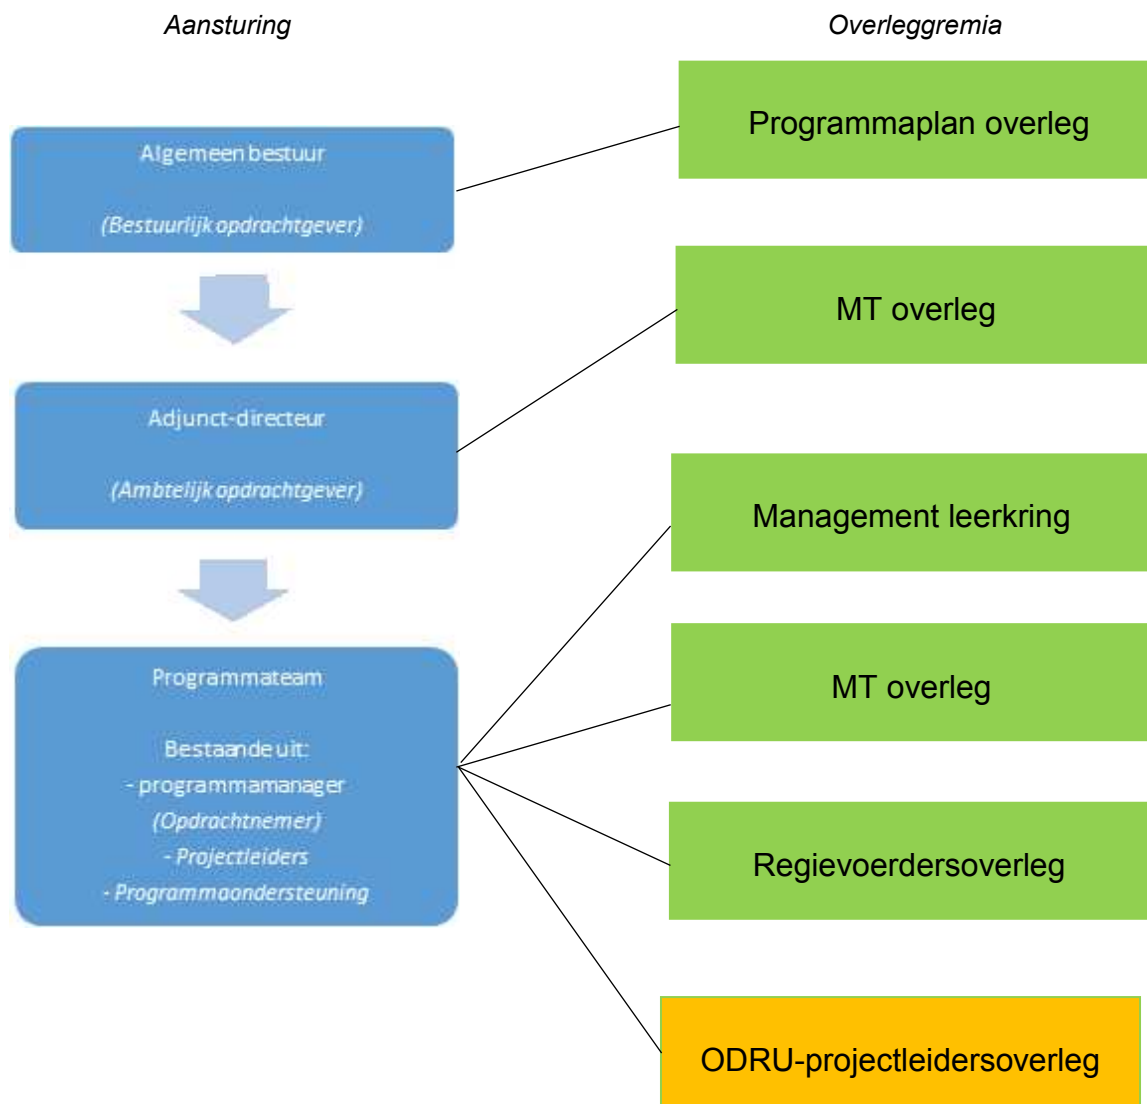 Aansturing
Overleggremia
Algemeen bestuur
(Bestuurlijk opdrachtgever)
Adjunct-directeur
(Ambtelijk opdrachtgever)
Programmateam
Bestaande uit:
- programmamanager
(Opdrachtnemer)
- Projectleiders
- Programmaondersteuning
Programmaplan overleg
MT overleg
Management leerkring
MT overleg
Regievoerdersoverleg
ODRU-projectleidersoverleg